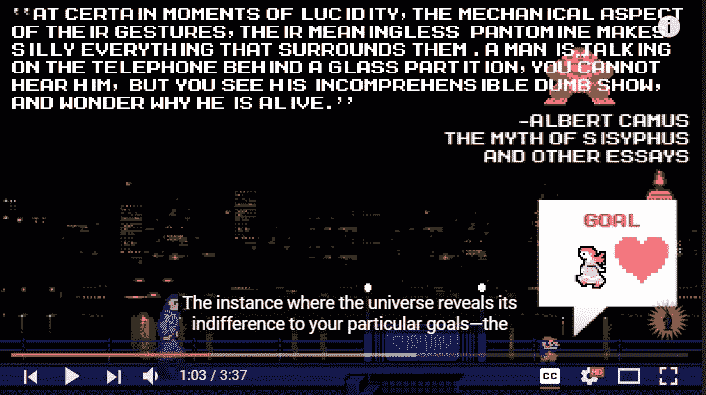 “AT CERTAIN MOMENTS OF LUCIDITY, THE MECHANICAL ASPECT
OF THEIR GESTURES, THEIR MEANINGLESS PANTOMINE MAKES
SILLY EVERYTHING THAT SURROUNDS THEM. A MAN IS TALKING
ON THE TELEPHONE BEHIND A GLASS PARTITION, YOU CANNOT
HEAR HIM, BUT YOU SEE HIS INCOMPREHENSIBLE DUMB SHOW,
AND WONDER WHY HE IS ALIVE.”
-ALBERT CAMUS
THE MYTH OF SISYPHUS
AND OTHER ESSAYS
GOAL
The instance where the universe reveals its
indifference to your particular goals—the
1:03 / 3:37
CC
HD